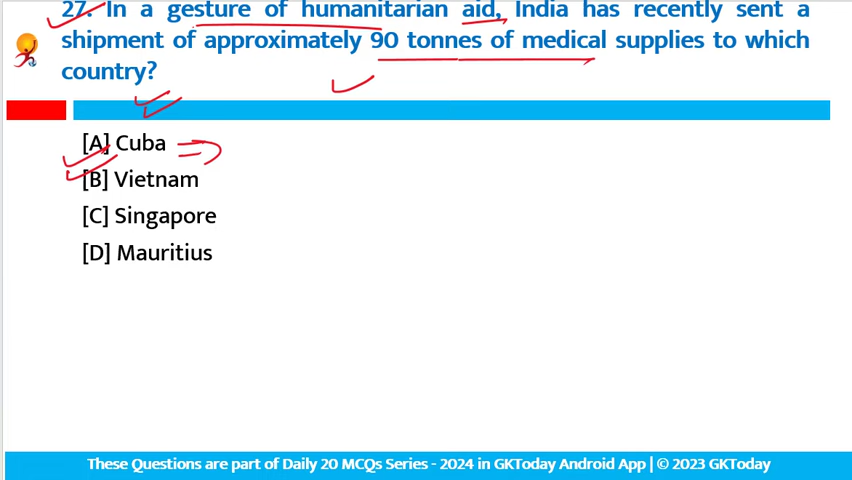 27. In a gesture of humanitarian aid, India has recently sent a
shipment of approximately 90 tonnes of medical supplies to which
country?
[A] Cuba
[B] Vietnam
[C] Singapore
[D] Mauritius
These Questions are part of Daily 20 MCQs Series - 2024 in GKToday Android App | © 2023 GKToday